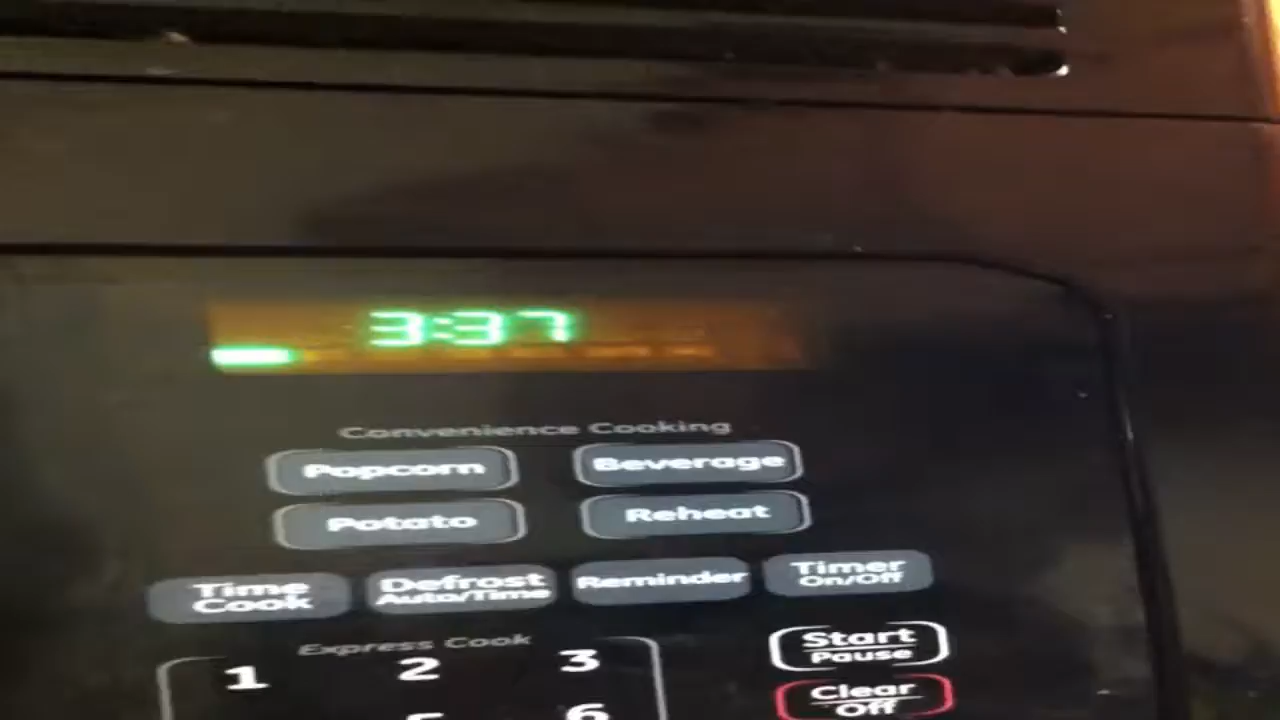 3:37
Convenience Cooking
Popcorn
Beverage
Potato
Reheat
Time Cook
Defrost Auto/Time
Reminder
Timer On/Off
Express Cook
1 2 3
Start Pause
6
Clear Off